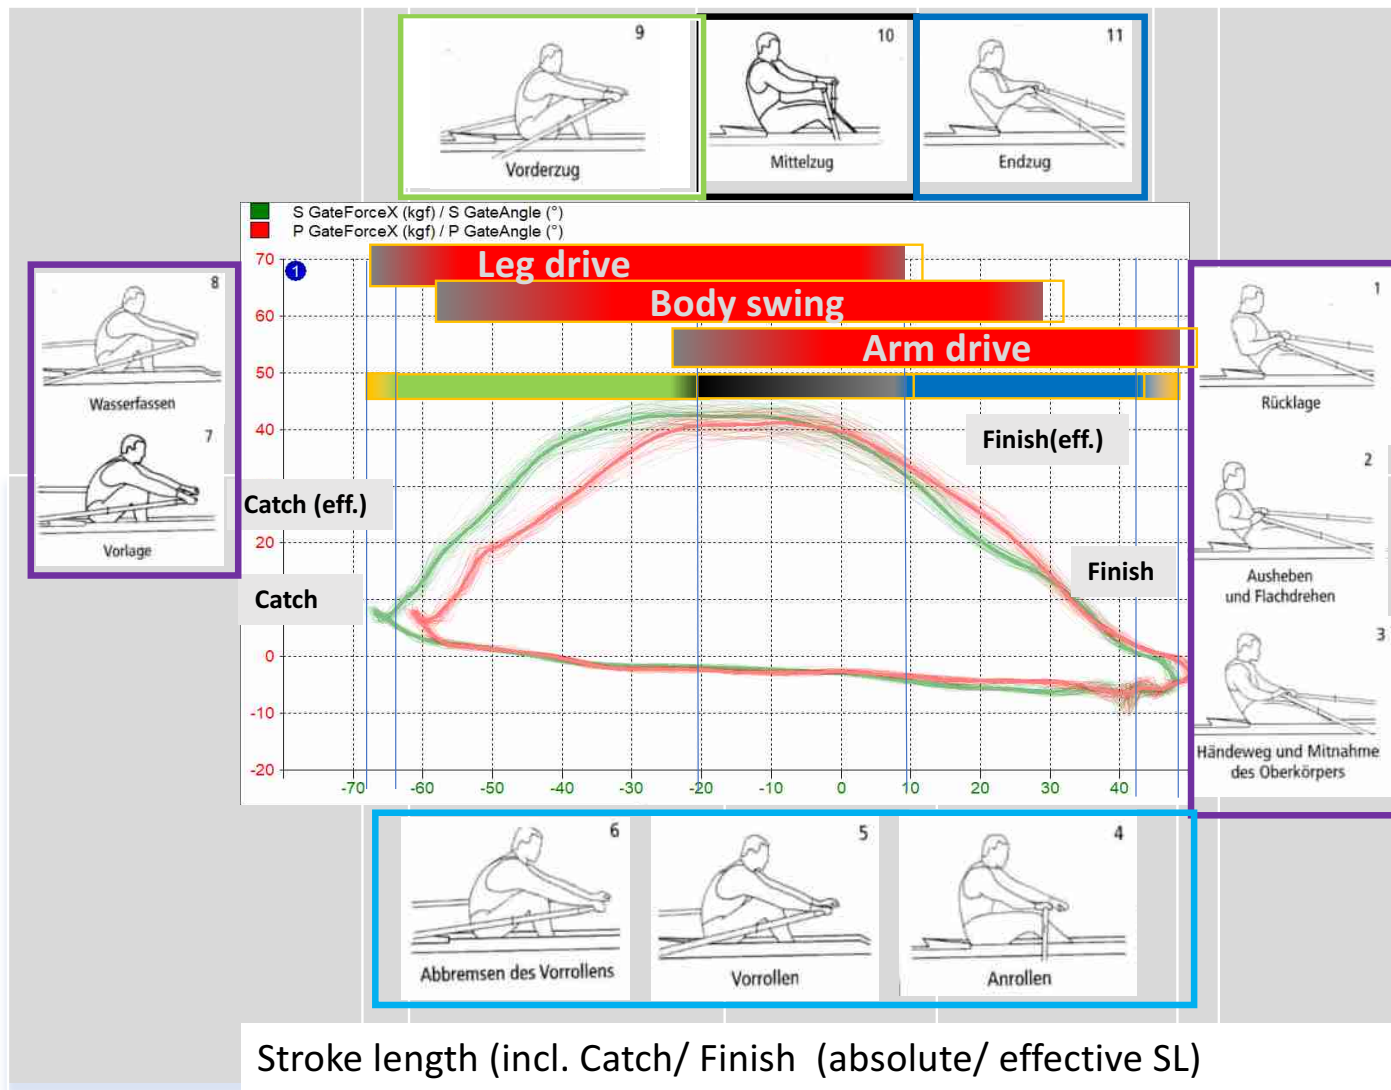 9
Vorderzug
10
Mittelzug
11
Endzug
S GateForceX (kgf) / S GateAngle (°)
P GateForceX (kgf) / P GateAngle (°)
70
60
50
40
20
0
-10
-20
1
Leg drive
Body swing
Arm drive
Finish(eff.)
Catch (eff.)
Catch
Finish
-70
-60
-50
-40
-30
-20
-10
0
10
20
30
40
8
Wasserfassen
7
Vorlage
1
Rücklage
2
Ausheben
und Flachdrehen
3
Händeweg und Mitnahme
des Oberkörpers
6
Abbremsen des Vorrollens
5
Vorrollen
4
Anrollen
Stroke length (incl. Catch/ Finish (absolute/ effective SL)